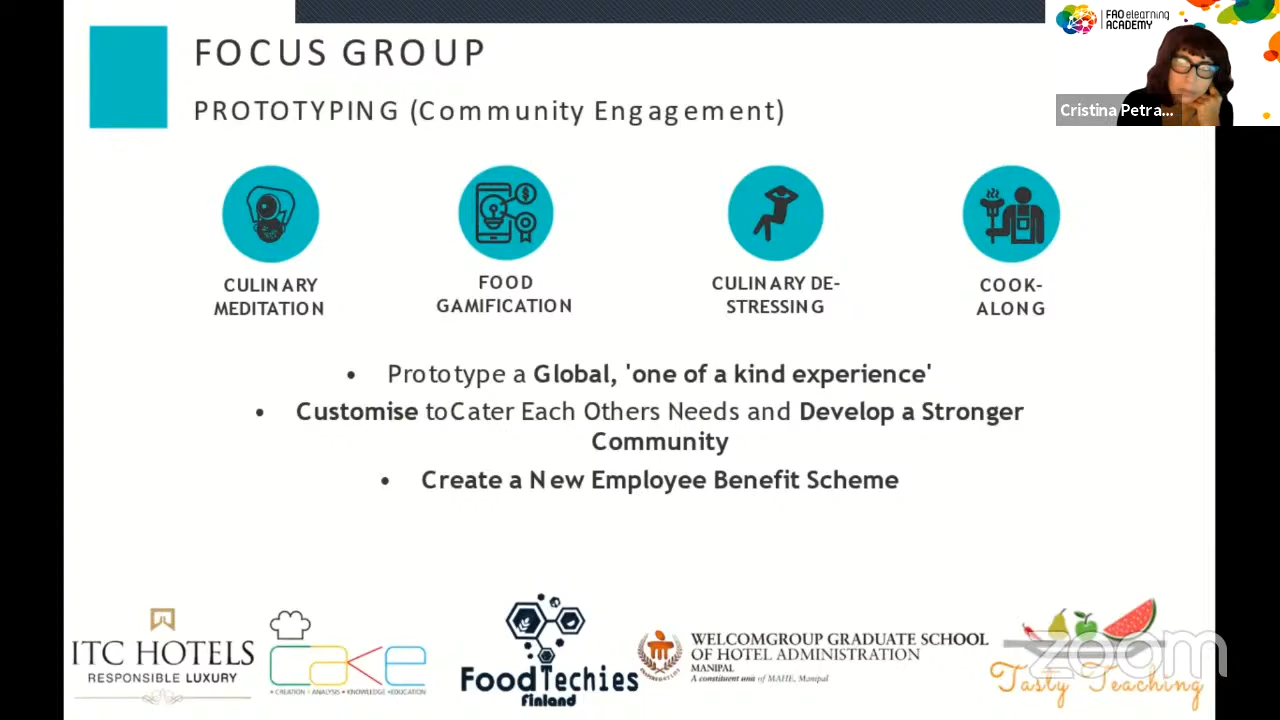 FOCUS GROUP
PROTOTYPING (Community Engagement)
FAO elearning
ACADEMY
Cristina Petra...
CULINARY
MEDITATION
FOOD
GAMIFICATION
CULINARY DE-
STRESSING
COOK-
ALONG
• Prototype a Global, 'one of a kind experience'
• Customise toCater Each Others Needs and Develop a Stronger
Community
• Create a New Employee Benefit Scheme
ITC HOTELS
RESPONSIBLE LUXURY
cake
• CREATION • ANALYSIS • KNOWLEDGE • EDUCATION
FoodTechies
Finland
WELCOMGROUP GRADUATE SCHOOL
OF HOTEL ADMINISTRATION
MANIPAL
A constituent unit of MAHE, Manipal
zoom
Tasty Teaching